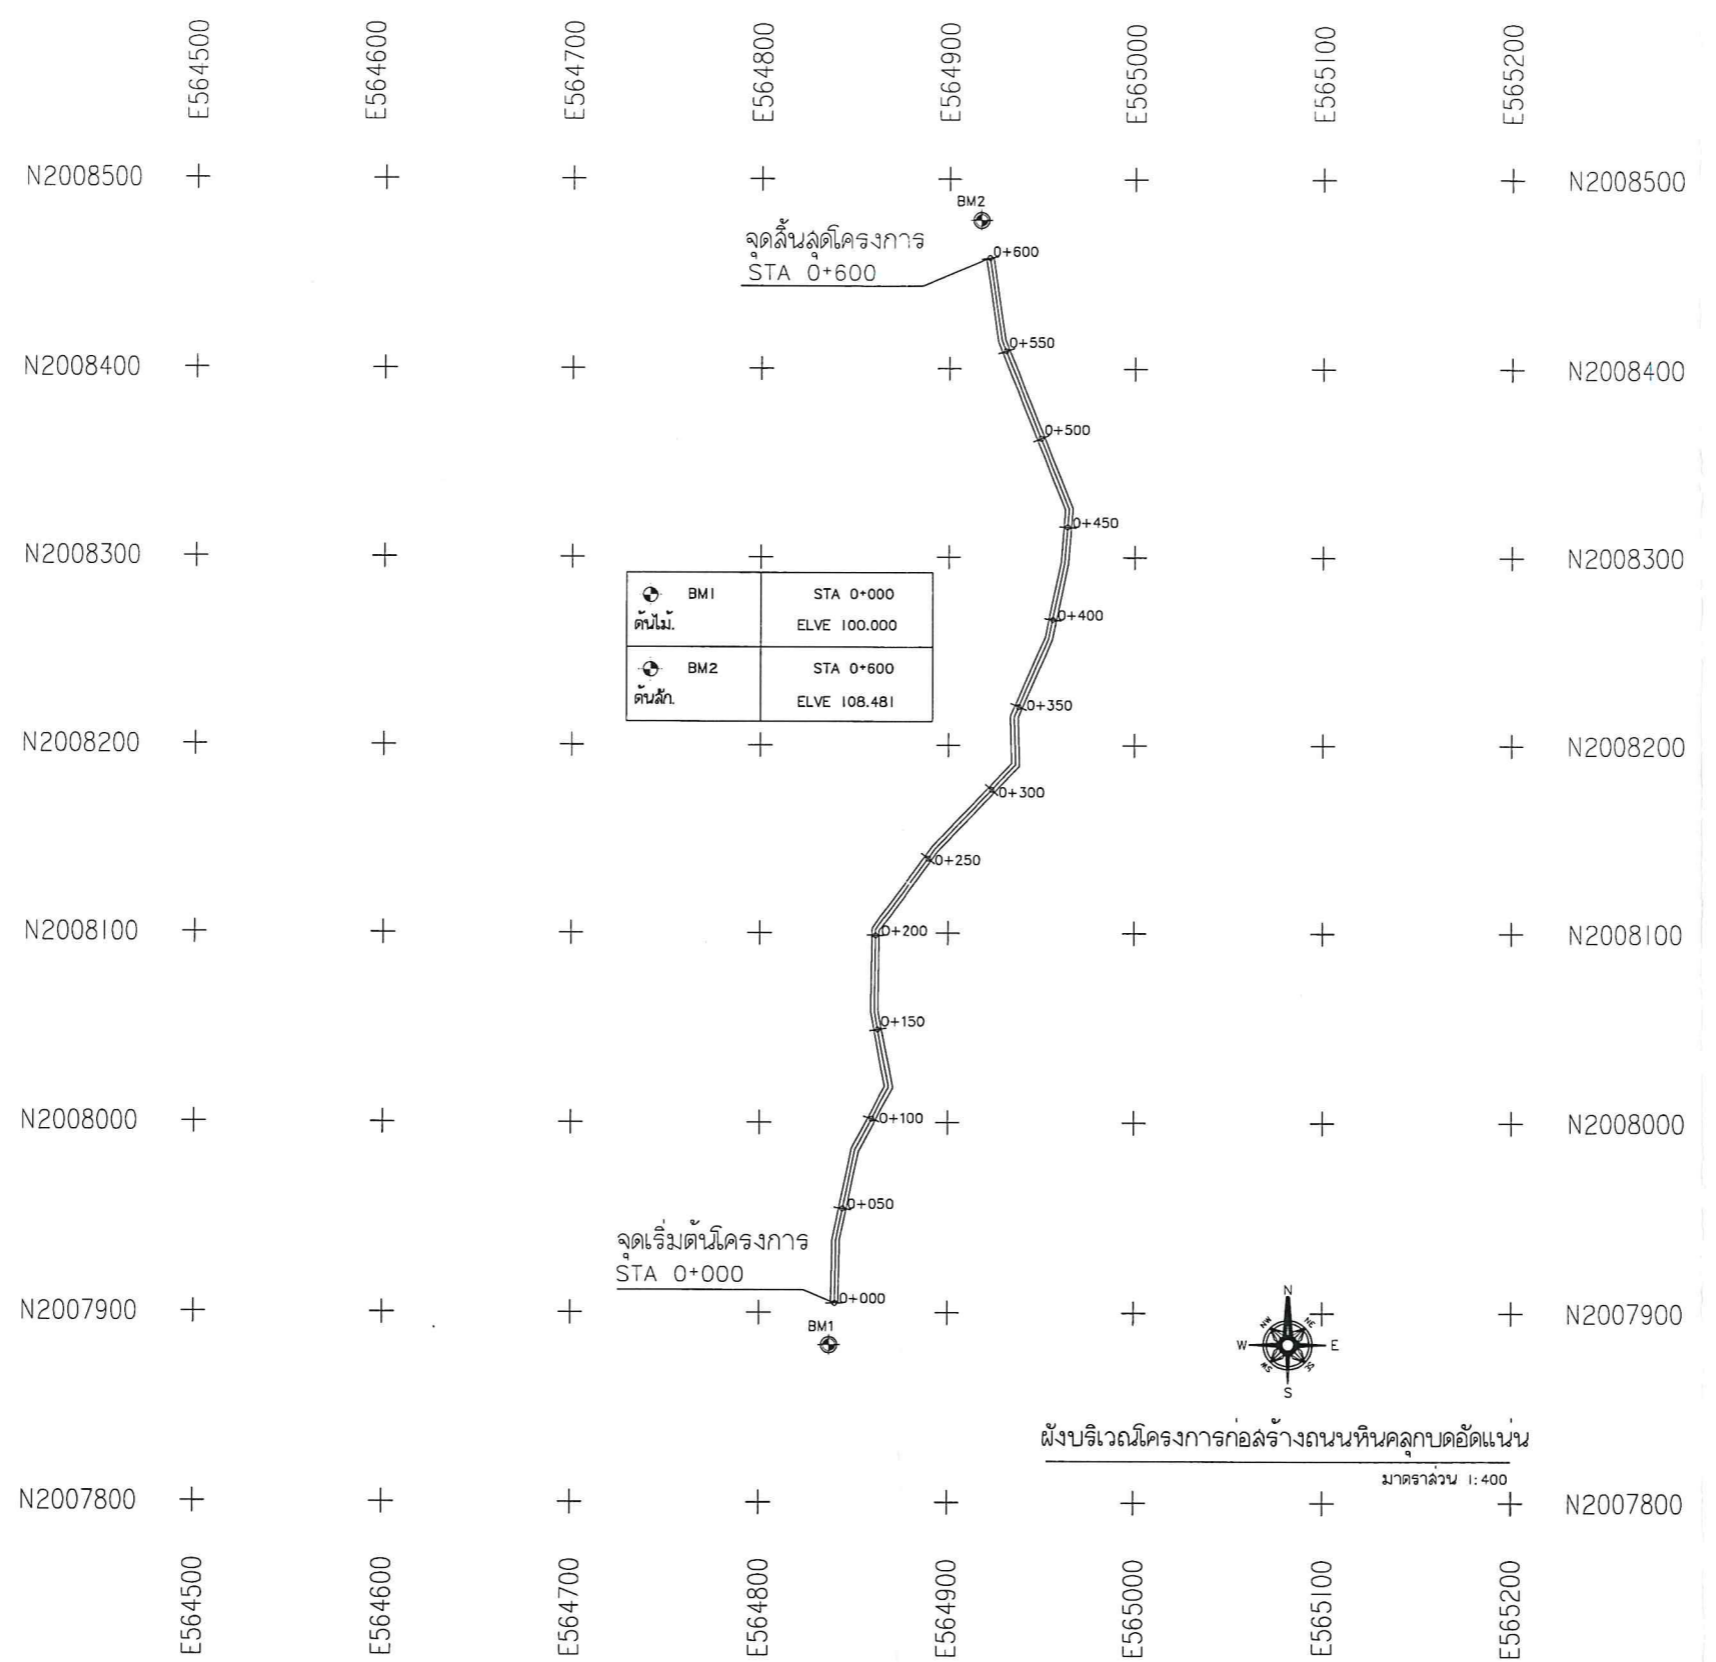 E564500 E564600 E564700 E564800 E564900 E565000 E565100 E565200
N2008500 N2008500
BM2
จุดสิ้นสุดโครงการ
STA 0+600
0+600
0+550
N2008400 N2008400
0+500
0+450
N2008300 N2008300
BM1 STA 0+000
ต้นไม้. ELVE 100.000
BM2 STA 0+600
ต้นสัก. ELVE 108.481
0+400
0+350
N2008200 N2008200
0+300
0+250
N2008100 N2008100
0+200
0+150
N2008000 N2008000
0+100
0+050
จุดเริ่มต้นโครงการ
STA 0+000
0+000
N2007900 N2007900
BM1
N
NW NE
W E
SW SE
S
ผังบริเวณโครงการก่อสร้างถนนหินคลุกบดอัดแน่น
มาตราส่วน 1:400
N2007800 N2007800
E564500 E564600 E564700 E564800 E564900 E565000 E565100 E565200